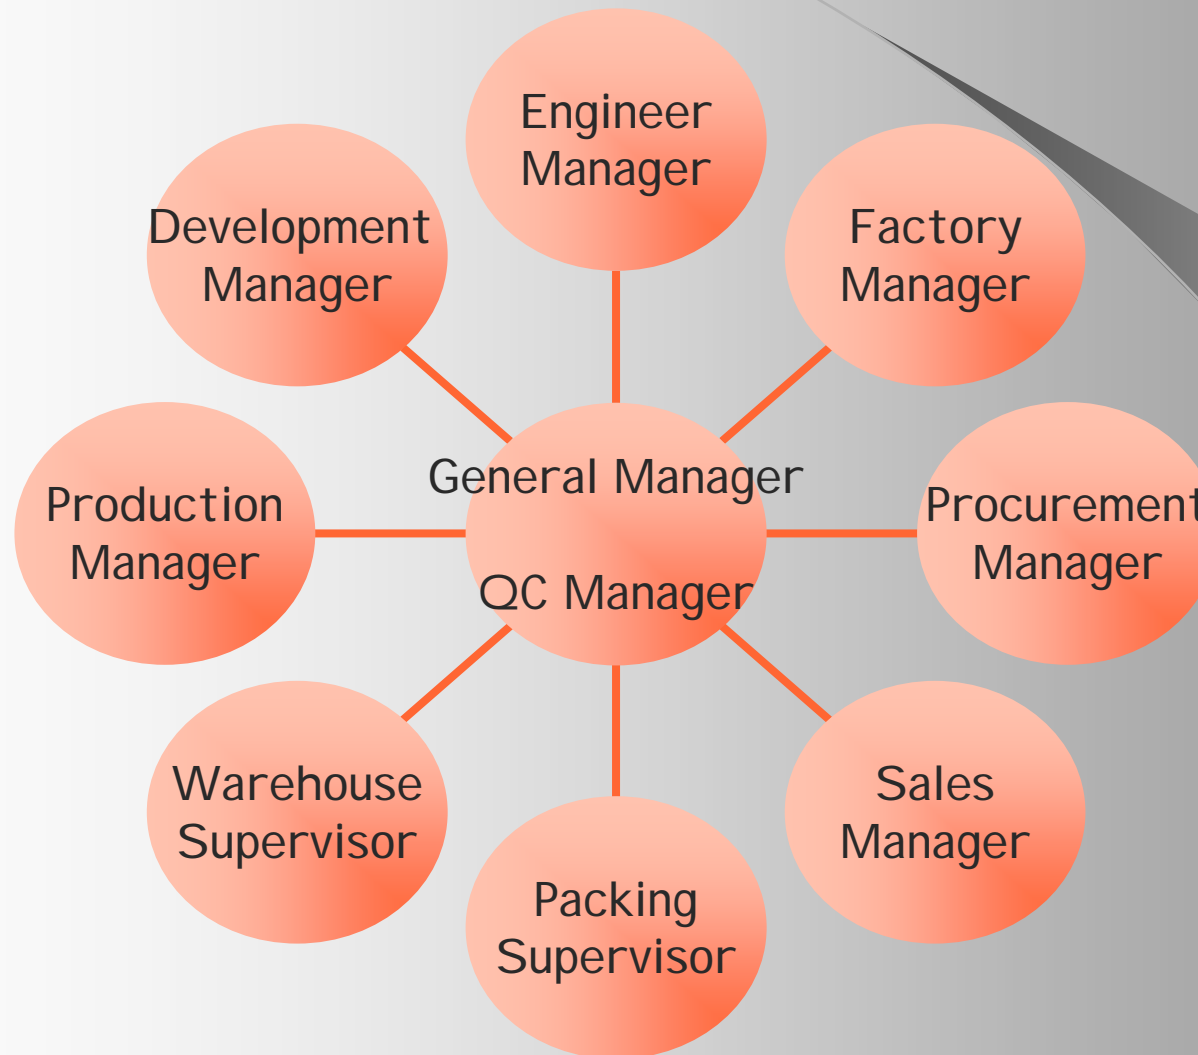 Engineer
Manager
Development
Manager
Factory
Manager
General Manager
QC Manager
Production
Manager
Procurement
Manager
Warehouse
Supervisor
Sales
Manager
Packing
Supervisor